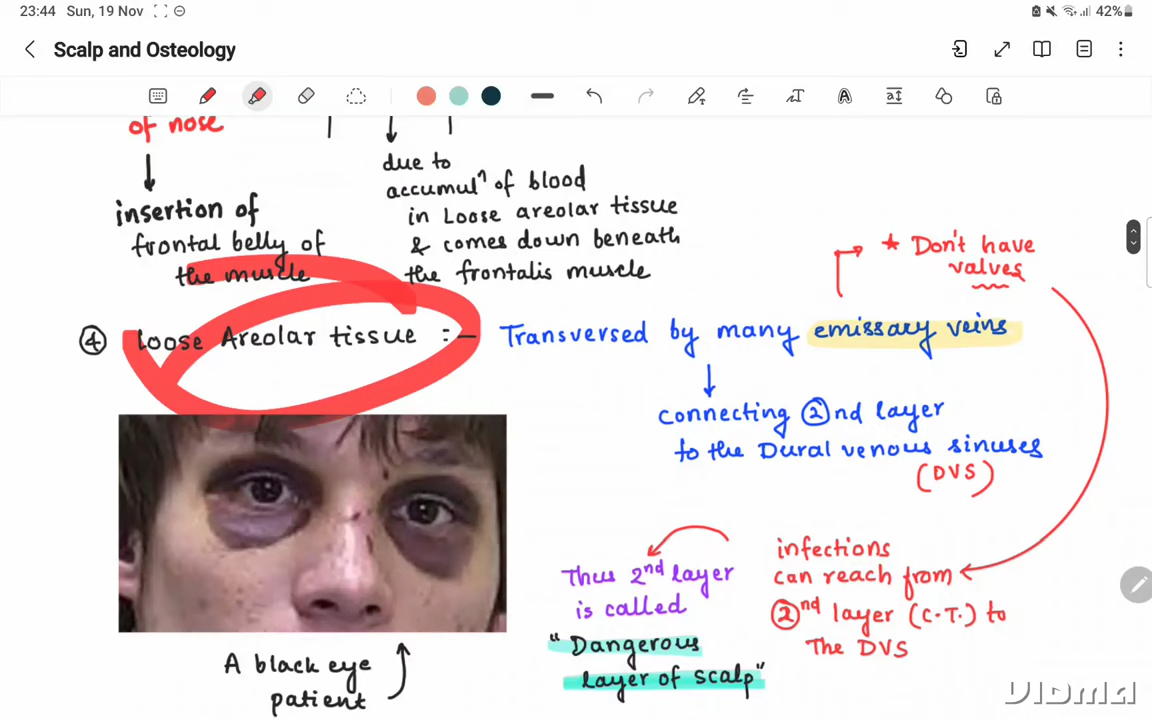 23:44 Sun, 19 Nov
42%
Scalp and Osteology
of nose
insertion of
frontal belly of
the muscle
due to
accumulⁿ of blood
in Loose areolar tissue
& comes down beneath
the frontalis muscle
④ loose Areolar tissue :- Transversed by many emissary veins
★ Don't have
valves
connecting ②nd layer
to the Dural venous sinuses
(DVS)
infections
can reach from
②nd layer (C.T.) to
The DVS
Thus 2nd layer
is called
"Dangerous
layer of scalp"
A black eye
patient
VIDMA